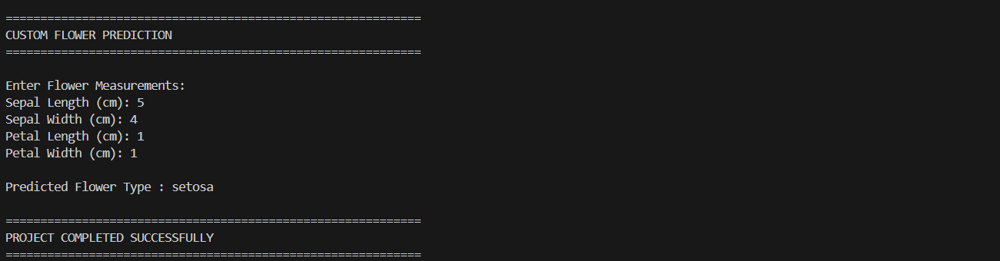 ============================================================
CUSTOM FLOWER PREDICTION
============================================================
Enter Flower Measurements:
Sepal Length (cm): 5
Sepal Width (cm): 4
Petal Length (cm): 1
Petal Width (cm): 1
Predicted Flower Type : setosa
============================================================
PROJECT COMPLETED SUCCESSFULLY
============================================================